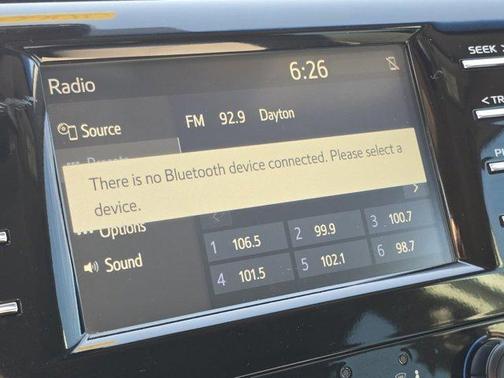 Radio
6:26
Source
FM 92.9 Dayton
Presets
There is no Bluetooth device connected. Please select a
device.
Options
Sound
1 106.5
2 99.9
3 100.7
4 101.5
5 102.1
6 98.7
SEEK >
< TR